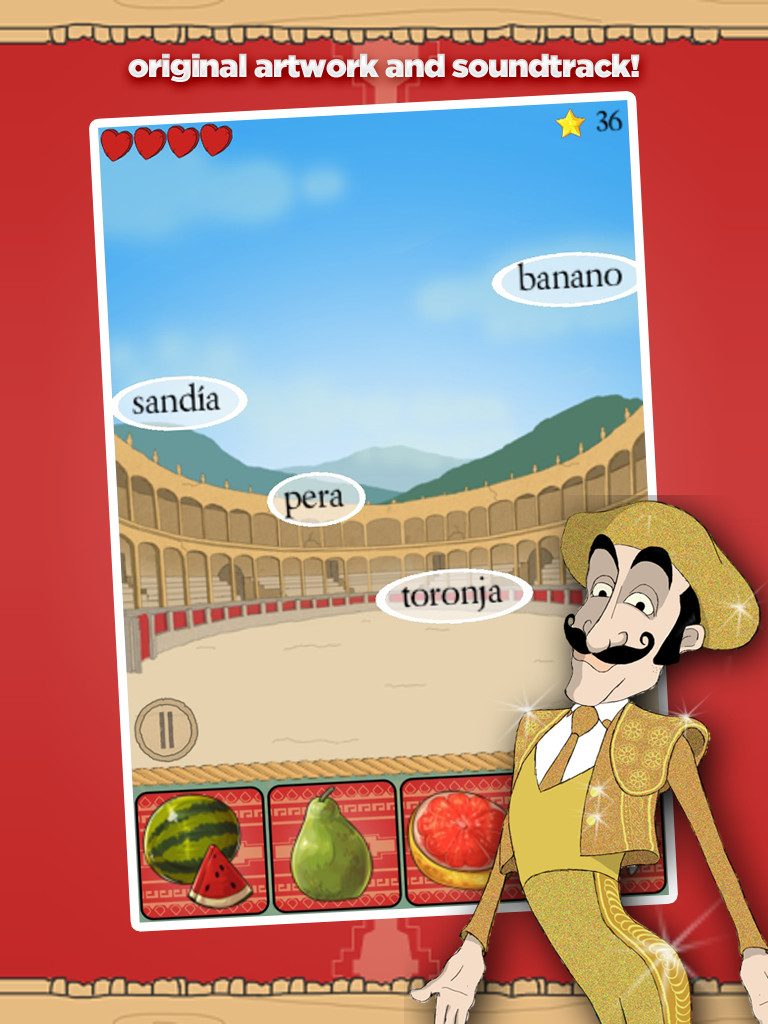 original artwork and soundtrack!
36
banano
sandía
pera
toronja